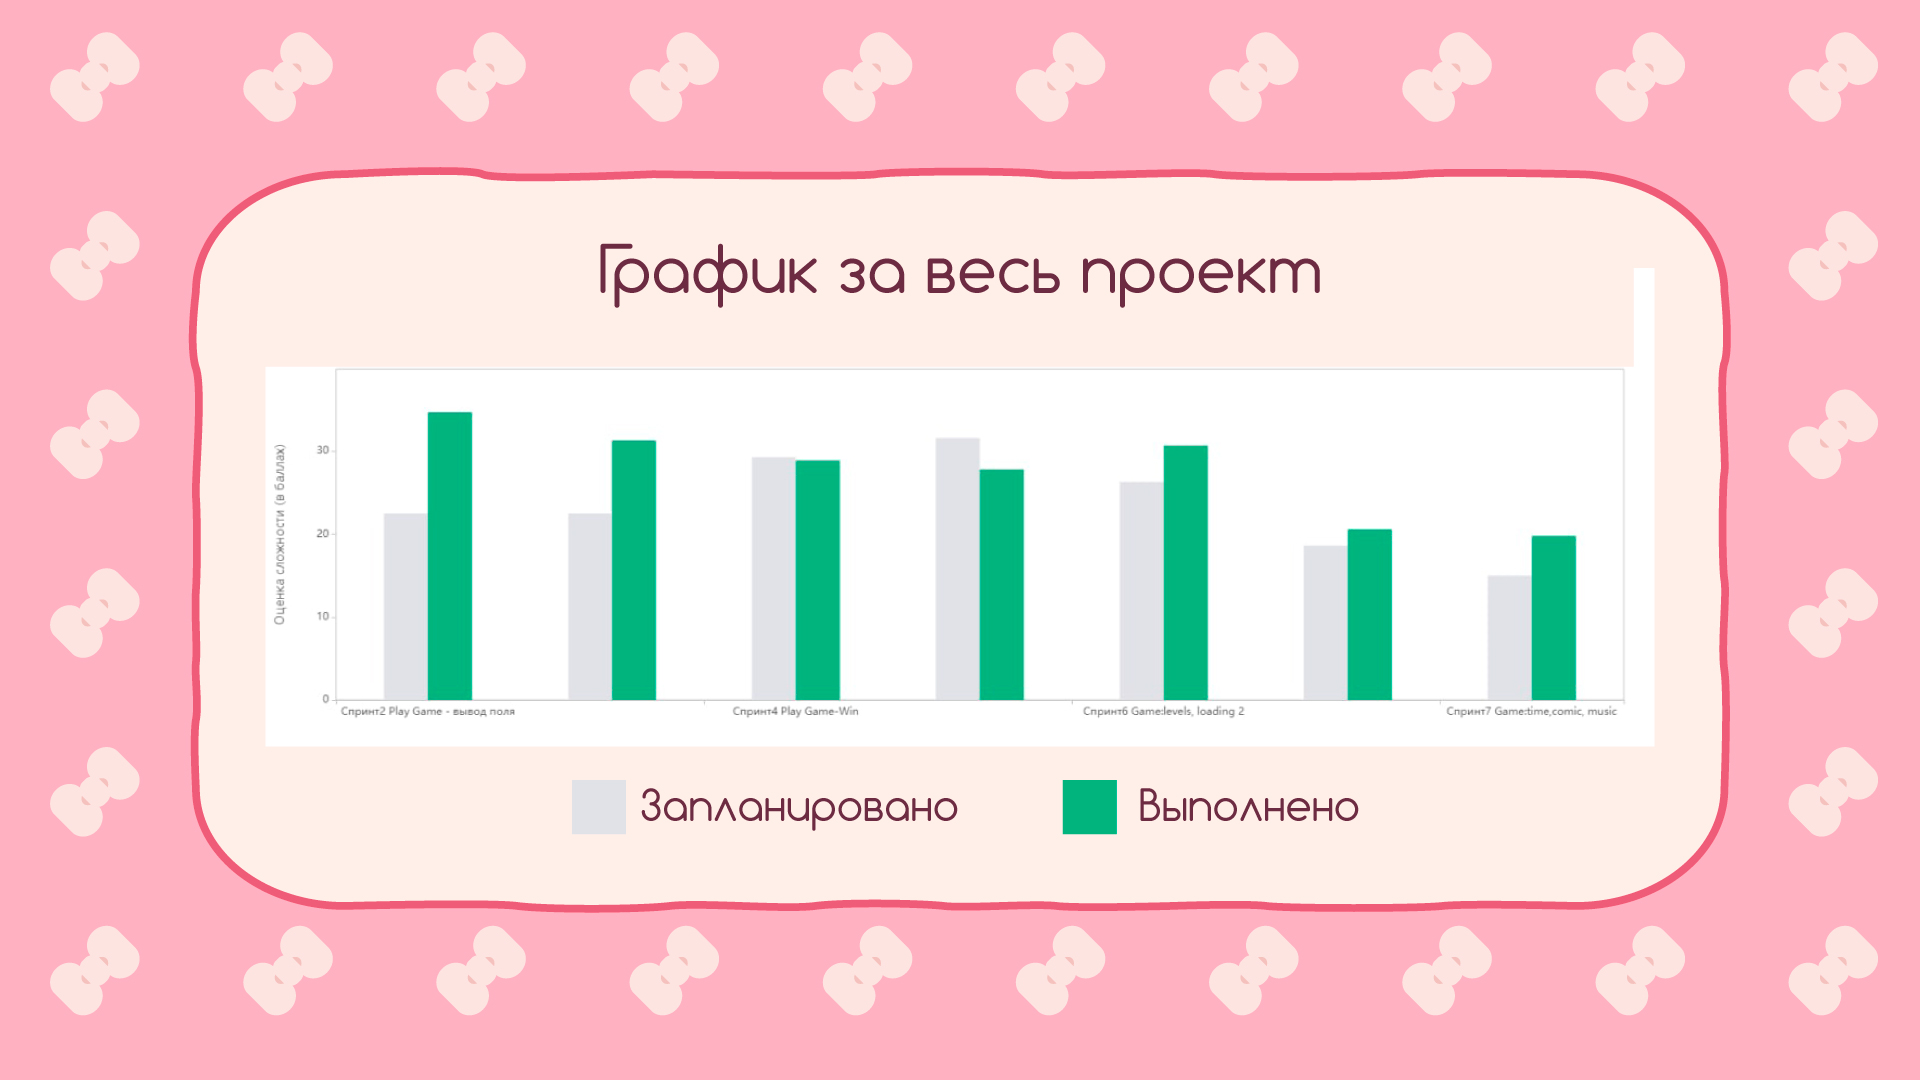 График за весь проект
Оценка сложности (в баллах)
30
20
10
0
Спринт2 Play Game - вывод поля
Спринт4 Play Game-Win
Спринт6 Game:levels, loading 2
Спринт7 Game:time,comic, music
Запланировано
Выполнено